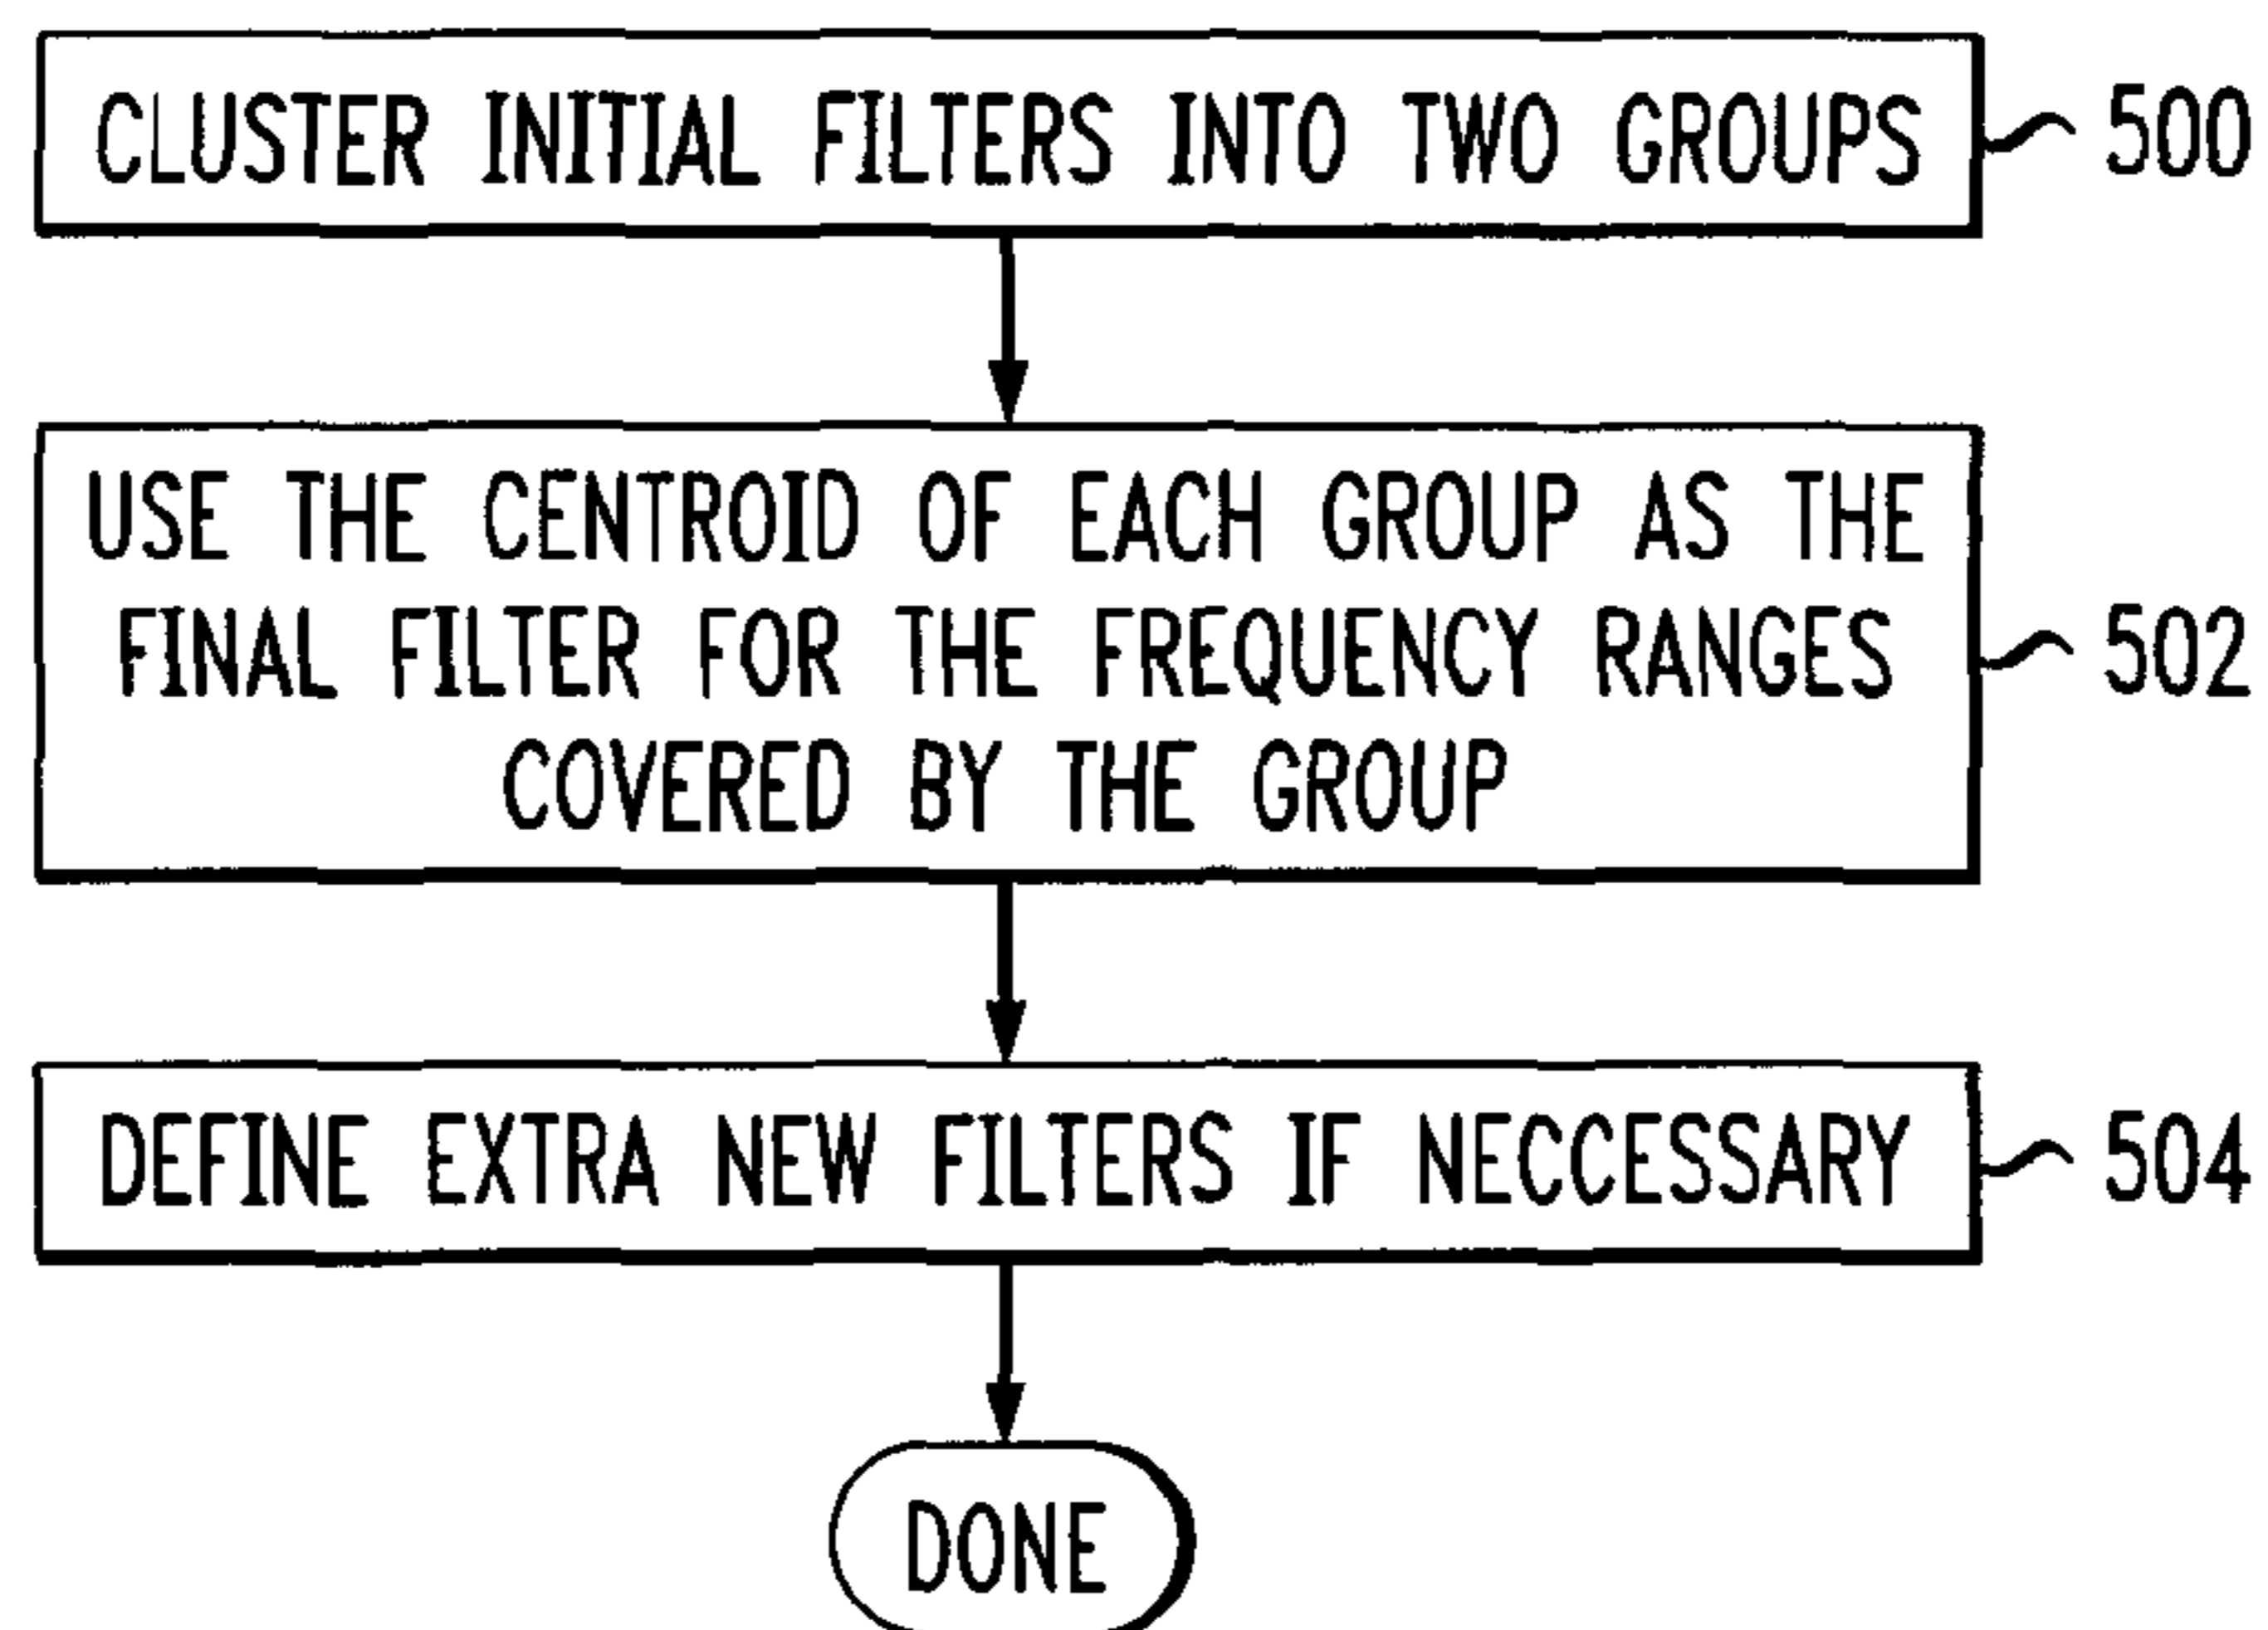 CLUSTER INITIAL FILTERS INTO TWO GROUPS 500
USE THE CENTROID OF EACH GROUP AS THE
FINAL FILTER FOR THE FREQUENCY RANGES 502
COVERED BY THE GROUP
DEFINE EXTRA NEW FILTERS IF NECCESSARY 504
DONE